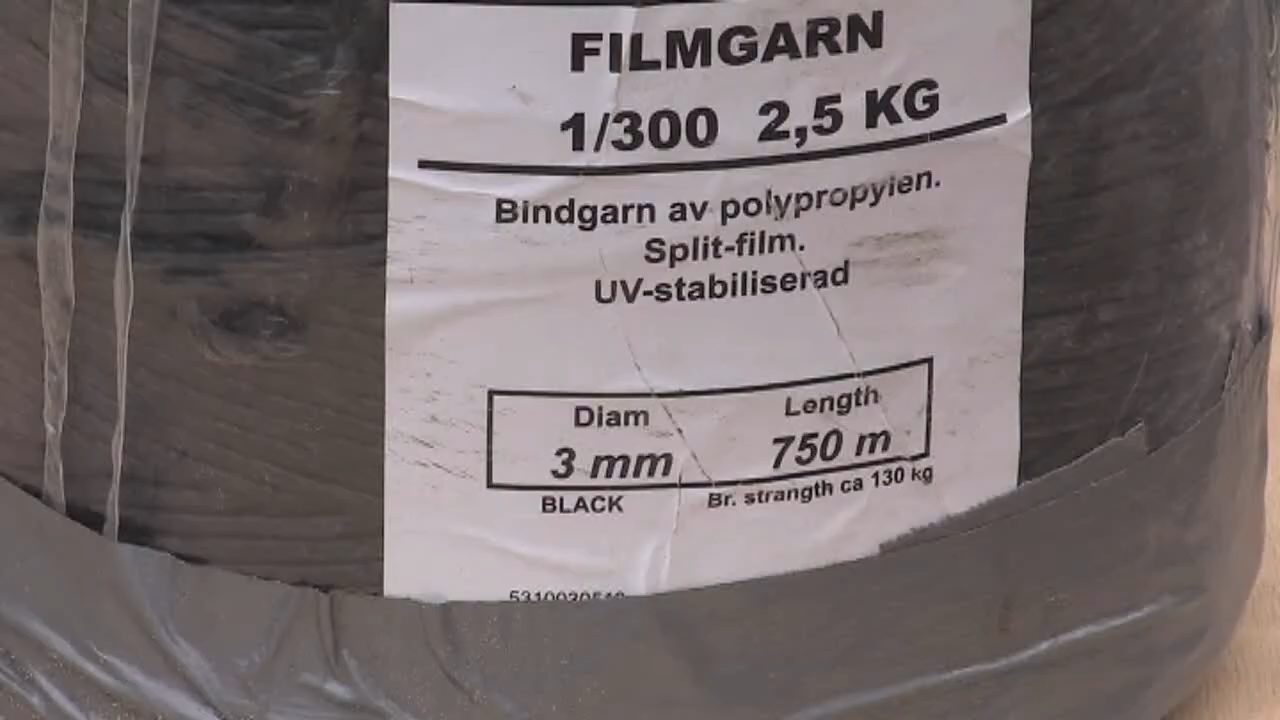 FILMGARN
1/300 2,5 KG
Bindgarn av polypropylen.
Split-film.
UV-stabiliserad
Diam Length
3 mm 750 m
BLACK Br. strangth ca 130 kg